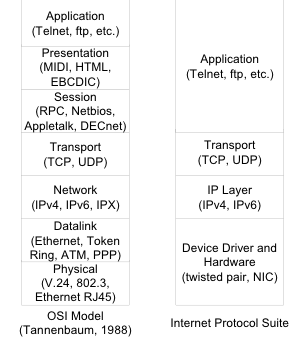 Application
(Telnet, ftp, etc.)
Presentation
(MIDI, HTML,
EBCDIC)
Session
(RPC, Netbios,
Appletalk, DECnet)
Transport
(TCP, UDP)
Network
(IPv4, IPv6, IPX)
Datalink
(Ethernet, Token
Ring, ATM, PPP)
Physical
(V.24, 802.3,
Ethernet RJ45)
OSI Model
(Tannenbaum, 1988)
Application
(Telnet, ftp, etc.)
Transport
(TCP, UDP)
IP Layer
(IPv4, IPv6)
Device Driver and
Hardware
(twisted pair, NIC)
Internet Protocol Suite